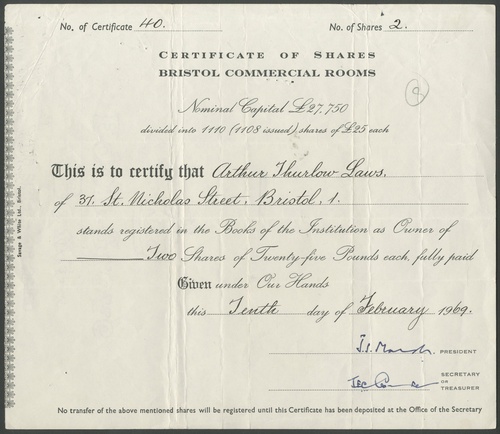 No. of Certificate 40. No. of Shares 2.
CERTIFICATE OF SHARES
BRISTOL COMMERCIAL ROOMS
8
Nominal Capital £27,750
divided into 1110 (1108 issued) shares of £25 each
This is to certify that Arthur Thurlow Laws,
of 37. St. Nicholas Street, Bristol, 1.
stands registered in the Books of the Institution as Owner of
Two Shares of Twenty-five Pounds each, fully paid
Given under Our Hands
this Tenth day of February 1969.
PRESIDENT
SECRETARY
OR
TREASURER
No transfer of the above mentioned shares will be registered until this Certificate has been deposited at the Office of the Secretary
Savage & Wilkie Ltd., Bristol.